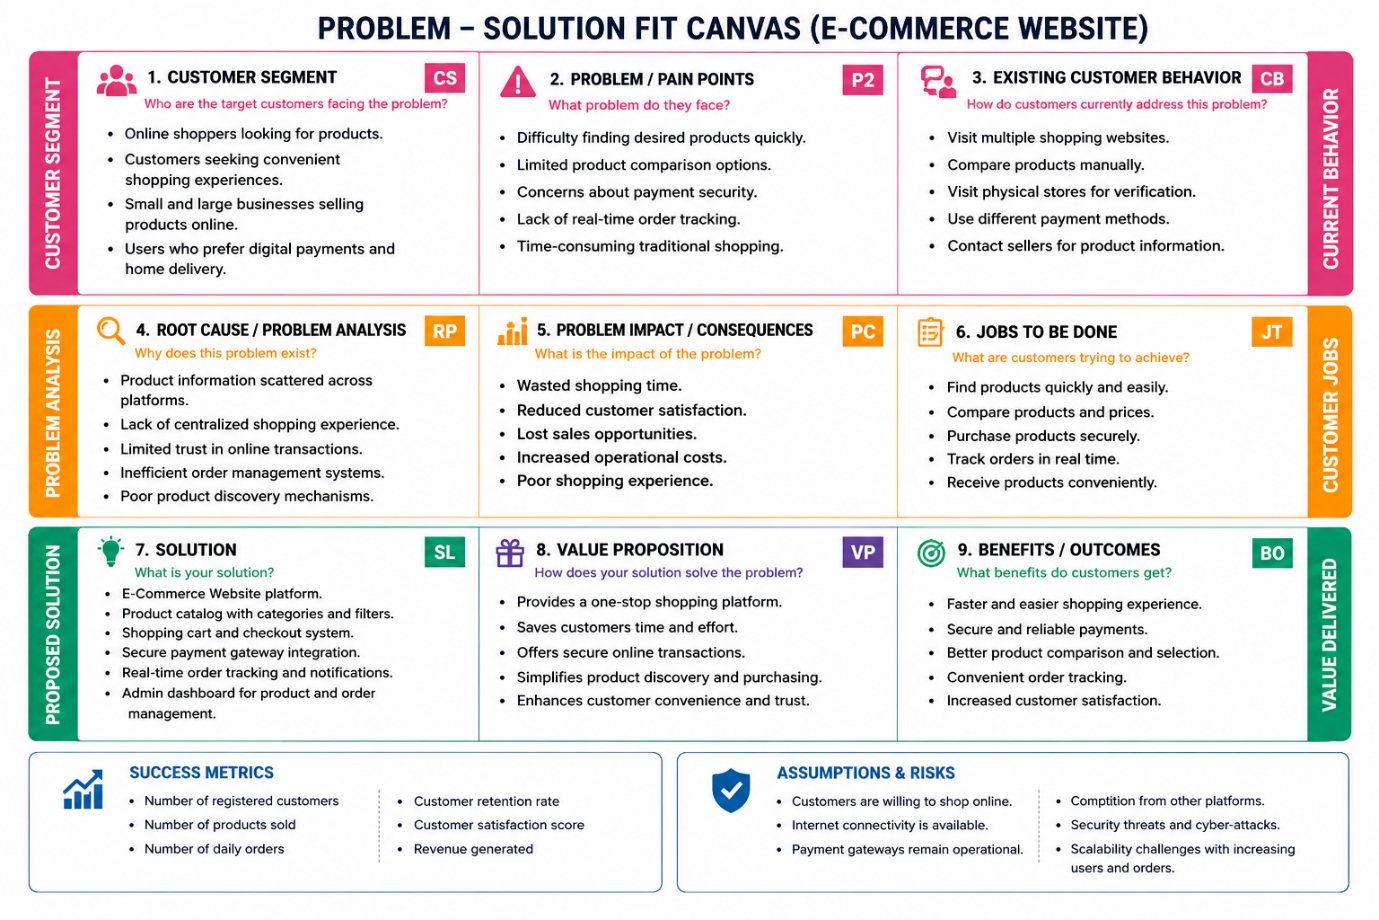 PROBLEM – SOLUTION FIT CANVAS (E-COMMERCE WEBSITE)
CUSTOMER SEGMENT
1. CUSTOMER SEGMENT
CS
Who are the target customers facing the problem?
• Online shoppers looking for products.
• Customers seeking convenient
shopping experiences.
• Small and large businesses selling
products online.
• Users who prefer digital payments and
home delivery.
2. PROBLEM / PAIN POINTS
P2
What problem do they face?
• Difficulty finding desired products quickly.
• Limited product comparison options.
• Concerns about payment security.
• Lack of real-time order tracking.
• Time-consuming traditional shopping.
3. EXISTING CUSTOMER BEHAVIOR
CB
How do customers currently address this problem?
• Visit multiple shopping websites.
• Compare products manually.
• Visit physical stores for verification.
• Use different payment methods.
• Contact sellers for product information.
CURRENT BEHAVIOR
PROBLEM ANALYSIS
4. ROOT CAUSE / PROBLEM ANALYSIS
RP
Why does this problem exist?
• Product information scattered across
platforms.
• Lack of centralized shopping experience.
• Limited trust in online transactions.
• Inefficient order management systems.
• Poor product discovery mechanisms.
5. PROBLEM IMPACT / CONSEQUENCES
PC
What is the impact of the problem?
• Wasted shopping time.
• Reduced customer satisfaction.
• Lost sales opportunities.
• Increased operational costs.
• Poor shopping experience.
6. JOBS TO BE DONE
JT
What are customers trying to achieve?
• Find products quickly and easily.
• Compare products and prices.
• Purchase products securely.
• Track orders in real time.
• Receive products conveniently.
CUSTOMER JOBS
PROPOSED SOLUTION
7. SOLUTION
SL
What is your solution?
• E-Commerce Website platform.
• Product catalog with categories and filters.
• Shopping cart and checkout system.
• Secure payment gateway integration.
• Real-time order tracking and notifications.
• Admin dashboard for product and order
management.
8. VALUE PROPOSITION
VP
How does your solution solve the problem?
• Provides a one-stop shopping platform.
• Saves customers time and effort.
• Offers secure online transactions.
• Simplifies product discovery and purchasing.
• Enhances customer convenience and trust.
9. BENEFITS / OUTCOMES
BO
What benefits do customers get?
• Faster and easier shopping experience.
• Secure and reliable payments.
• Better product comparison and selection.
• Convenient order tracking.
• Increased customer satisfaction.
VALUE DELIVERED
SUCCESS METRICS
• Number of registered customers
• Number of products sold
• Number of daily orders
• Customer retention rate
• Customer satisfaction score
• Revenue generated
ASSUMPTIONS & RISKS
• Customers are willing to shop online.
• Internet connectivity is available.
• Payment gateways remain operational.
• Comptition from other platforms.
• Security threats and cyber-attacks.
• Scalability challenges with increasing
users and orders.